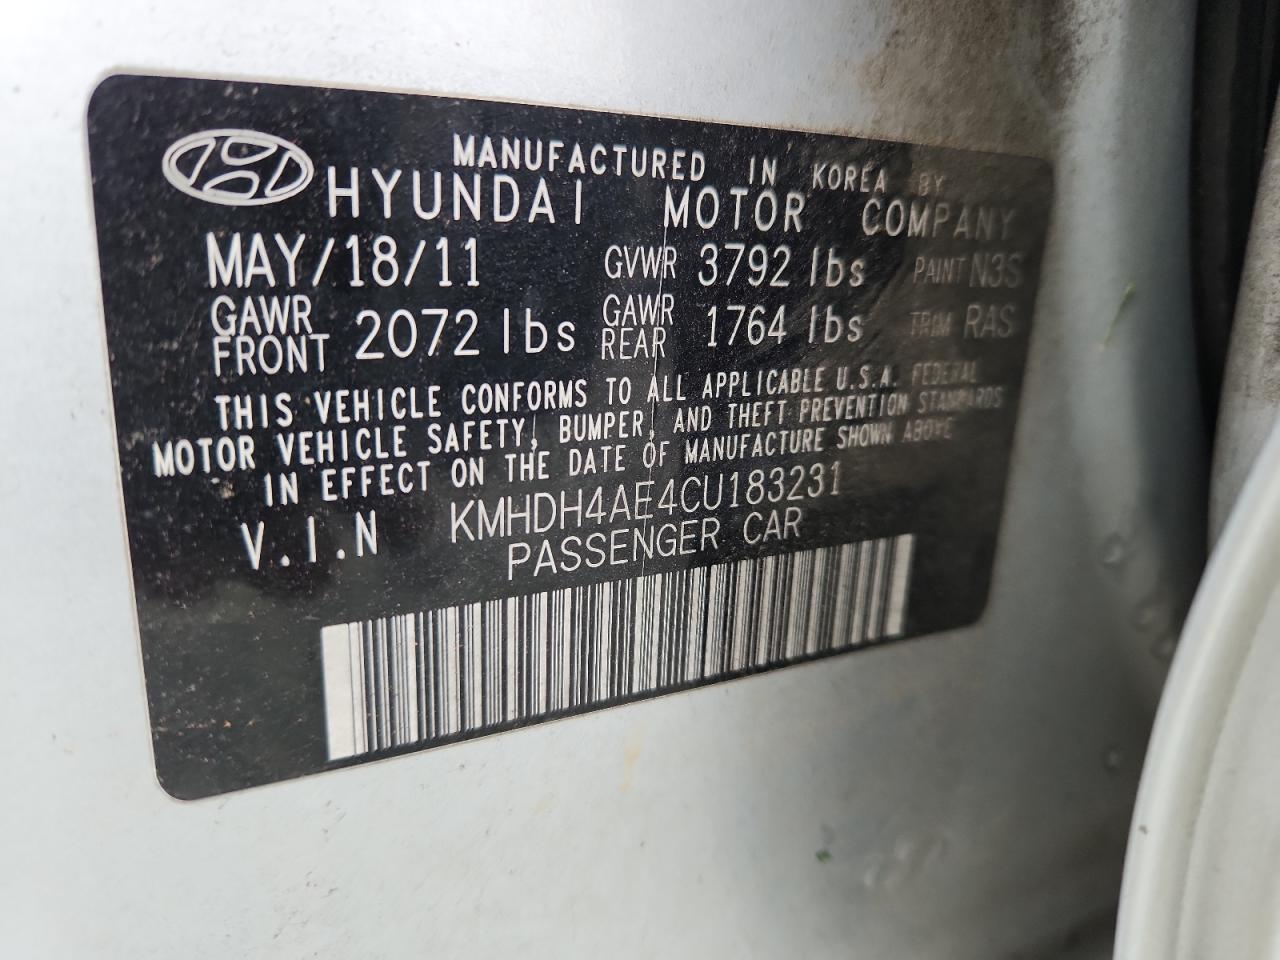 MANUFACTURED IN KOREA BY
HYUNDAI MOTOR COMPANY
MAY/18/11 GVWR 3792 lbs PAINT N3S
GAWR FRONT 2072 lbs GAWR REAR 1764 lbs TRIM RAS
THIS VEHICLE CONFORMS TO ALL APPLICABLE U.S.A. FEDERAL
MOTOR VEHICLE SAFETY, BUMPER, AND THEFT PREVENTION STANDARDS
IN EFFECT ON THE DATE OF MANUFACTURE SHOWN ABOVE
V.I.N KMHDH4AE4CU183231
PASSENGER CAR